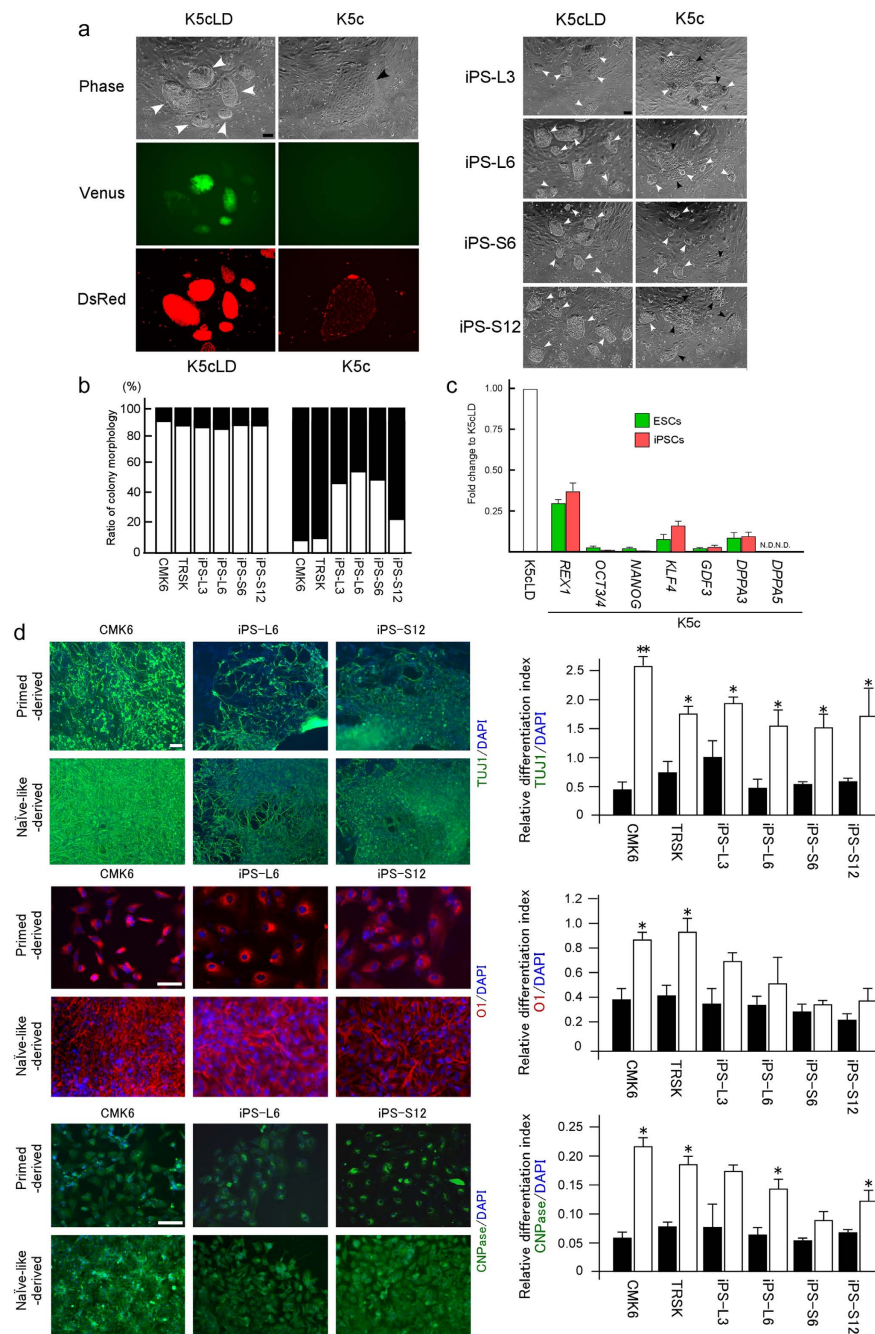 a
K5cLD K5c
Phase
Venus
DsRed
K5cLD K5c
iPS-L3
iPS-L6
iPS-S6
iPS-S12
b
(%)
K5cLD K5c
Ratio of colony morphology
100
80
60
40
20
0
CMK6
TRSK
iPS-L3
iPS-L6
iPS-S6
iPS-S12
CMK6
TRSK
iPS-L3
iPS-L6
iPS-S6
iPS-S12
c
Fold change to K5cLD
1.00
0.75
0.50
0.25
ESCs
iPSCs
N.D.N.D.
K5cLD
REX1
OCT3/4
NANOG
KLF4
GDF3
DPPA3
DPPA5
K5c
d
CMK6 iPS-L6 iPS-S12
Primed
-derived
Naïve-like
-derived
TUJ1/DAPI
CMK6 iPS-L6 iPS-S12
Primed
-derived
Naïve-like
-derived
O1/DAPI
CMK6 iPS-L6 iPS-S12
Primed
-derived
Naïve-like
-derived
CNPase/DAPI
Relative differentiation index
TUJ1/DAPI
2.5
2.0
1.5
1.0
0.5
0
** * * * * *
CMK6
TRSK
iPS-L3
iPS-L6
iPS-S6
iPS-S12
Relative differentiation index
O1/DAPI
1.2
1.0
0.8
0.6
0.4
0.2
0
* *
CMK6
TRSK
iPS-L3
iPS-L6
iPS-S6
iPS-S12
Relative differentiation index
CNPase/DAPI
0.25
0.20
0.15
0.10
0.05
0
* * * *
CMK6
TRSK
iPS-L3
iPS-L6
iPS-S6
iPS-S12